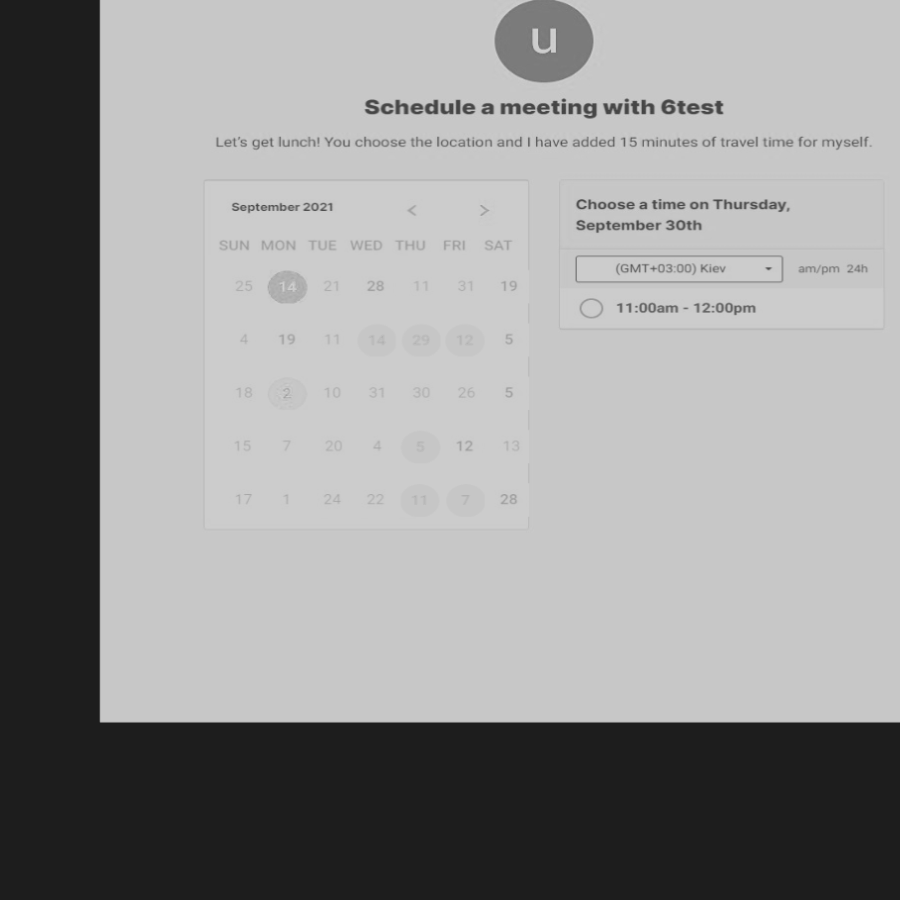 u
Schedule a meeting with 6test
Let's get lunch! You choose the location and I have added 15 minutes of travel time for myself.
September 2021 < >
SUN MON TUE WED THU FRI SAT
25 14 21 28 11 31 19
4 19 11 14 29 12 5
18 2 10 31 30 26 5
15 7 20 4 5 12 13
17 1 24 22 11 7 28
Choose a time on Thursday,
September 30th
(GMT+03:00) Kiev am/pm 24h
11:00am - 12:00pm